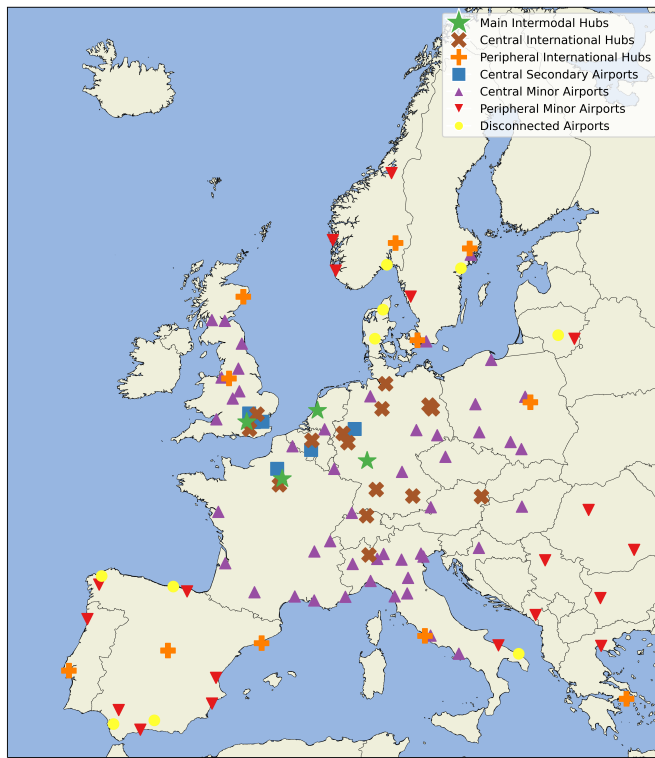 Main Intermodal Hubs
Central International Hubs
Peripheral International Hubs
Central Secondary Airports
Central Minor Airports
Peripheral Minor Airports
Disconnected Airports